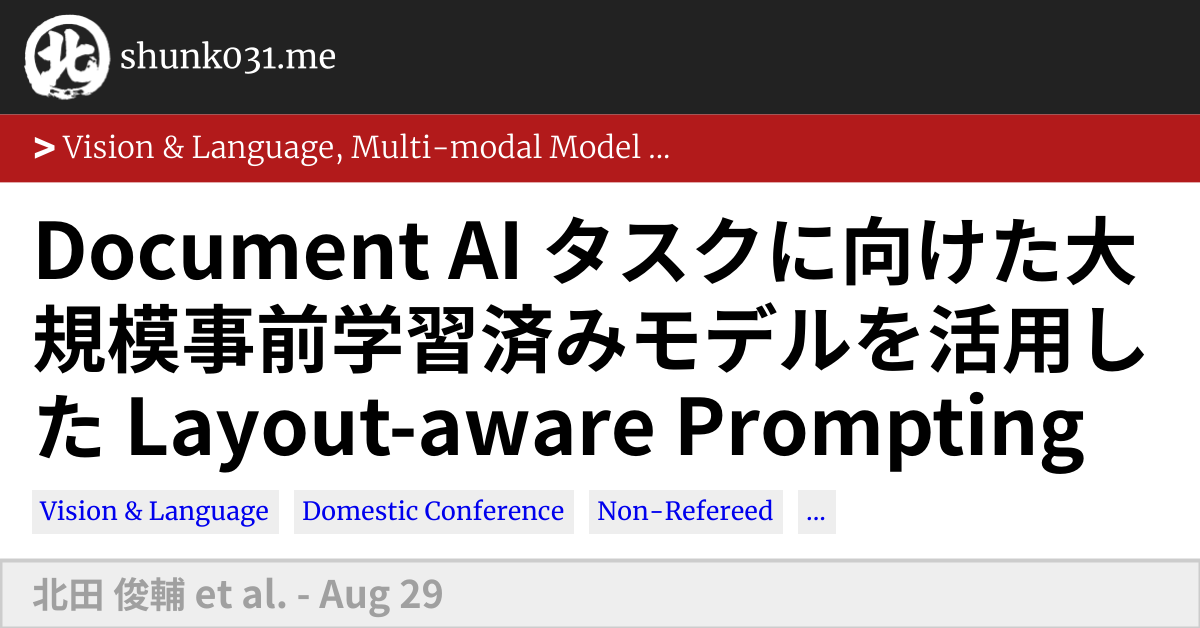 北 shunk031.me
> Vision & Language, Multi-modal Model ...
Document AI タスクに向けた大
規模事前学習済みモデルを活用し
た Layout-aware Prompting
Vision & Language Domestic Conference Non-Refereed ...
北田 俊輔 et al. - Aug 29